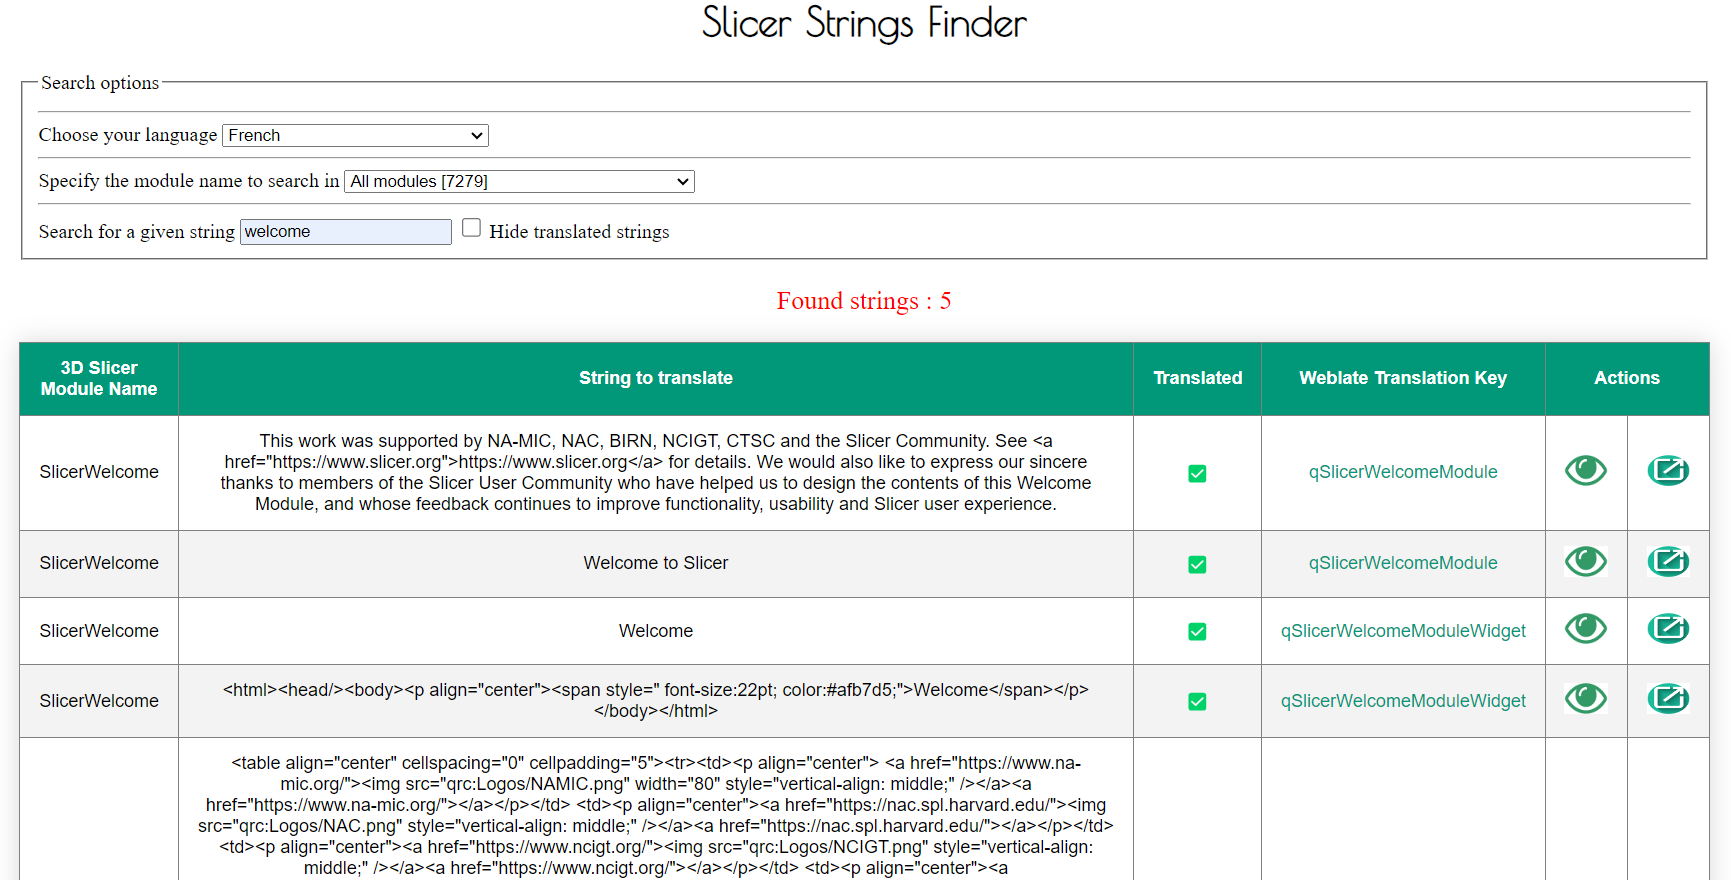 Slicer Strings Finder
Search options
Choose your language French
Specify the module name to search in All modules [7279]
Search for a given string welcome Hide translated strings
Found strings : 5
3D Slicer
Module Name
String to translate
Translated
Weblate Translation Key
Actions
SlicerWelcome
This work was supported by NA-MIC, NAC, BIRN, NCIGT, CTSC and the Slicer Community. See <a
href="https://www.slicer.org">https://www.slicer.org</a> for details. We would also like to express our sincere
thanks to members of the Slicer User Community who have helped us to design the contents of this Welcome
Module, and whose feedback continues to improve functionality, usability and Slicer user experience.
qSlicerWelcomeModule
SlicerWelcome
Welcome to Slicer
qSlicerWelcomeModule
SlicerWelcome
Welcome
qSlicerWelcomeModuleWidget
SlicerWelcome
<html><head/><body><p align="center"><span style=" font-size:22pt; color:#afb7d5;">Welcome</span></p>
</body></html>
qSlicerWelcomeModuleWidget
<table align="center" cellspacing="0" cellpadding="5"><tr><td><p align="center"> <a href="https://www.na-
mic.org/"><img src="qrc:Logos/NAMIC.png" width="80" style="vertical-align: middle;" /></a><a
href="https://www.na-mic.org/"></a></p></td> <td><p align="center"><a href="https://nac.spl.harvard.edu/"><img
src="qrc:Logos/NAC.png" style="vertical-align: middle;" /></a><a href="https://nac.spl.harvard.edu/"></a></p></td>
<td><p align="center"><a href="https://www.ncigt.org/"><img src="qrc:Logos/NCIGT.png" style="vertical-align:
middle;" /></a><a href="https://www.ncigt.org/"></a></p></td> <td><p align="center"><a